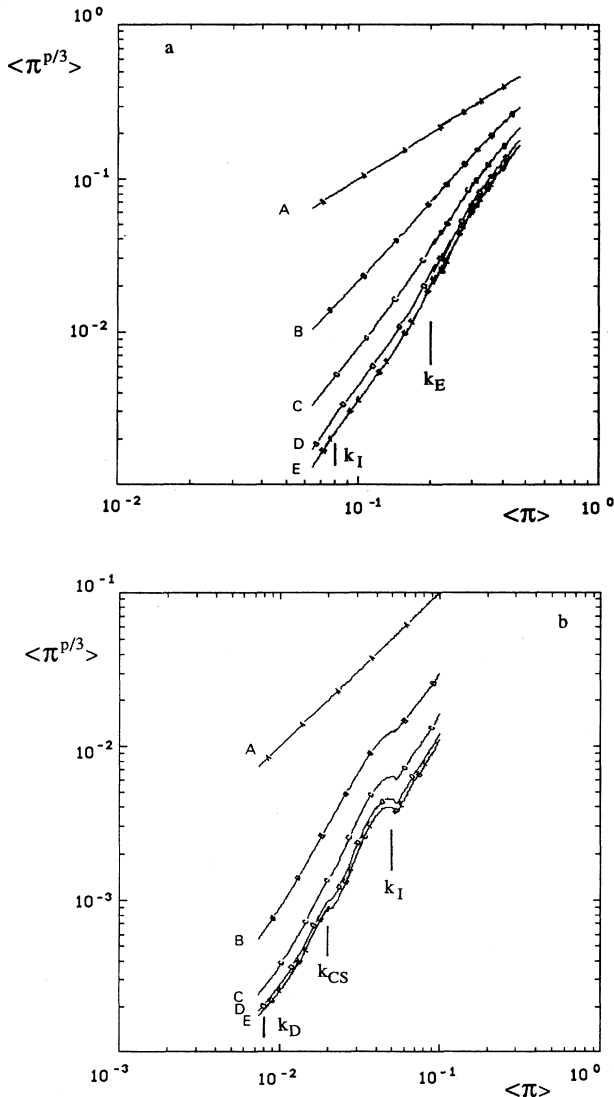 10⁰
a
<π^{p/3}>
10⁻¹
A
B
10⁻²
k_E
C
D
k_I
E
10⁻²
10⁻¹
10⁰
<π>
10⁻¹
b
<π^{p/3}>
10⁻²
A
k_I
10⁻³
B
k_CS
C
D
E
k_D
10⁻³
10⁻²
10⁻¹
10⁰
<π>